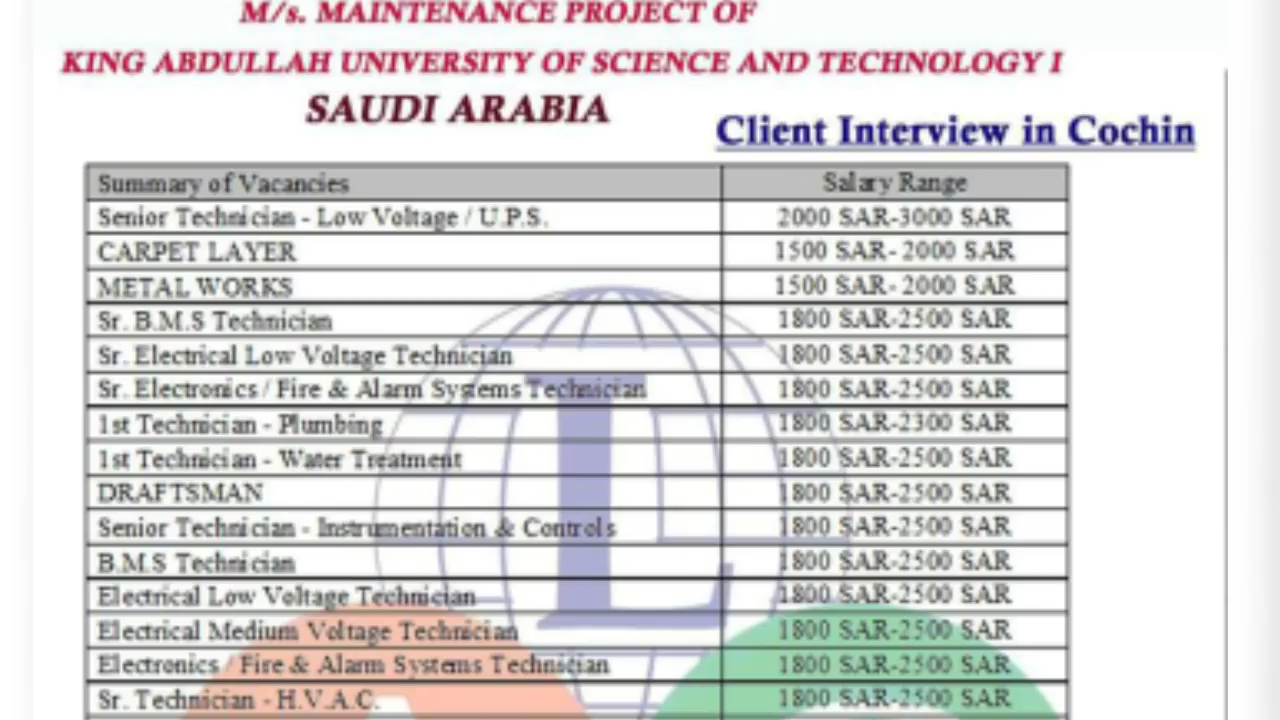 M/s. MAINTENANCE PROJECT OF
KING ABDULLAH UNIVERSITY OF SCIENCE AND TECHNOLOGY I
SAUDI ARABIA
Client Interview in Cochin
Summary of Vacancies Salary Range
Senior Technician - Low Voltage / U.P.S. 2000 SAR-3000 SAR
CARPET LAYER 1500 SAR- 2000 SAR
METAL WORKS 1500 SAR- 2000 SAR
Sr. B.M.S Technician 1800 SAR-2500 SAR
Sr. Electrical Low Voltage Technician 1800 SAR-2500 SAR
Sr. Electronics / Fire & Alarm Systems Technician 1800 SAR-2500 SAR
1st Technician - Plumbing 1800 SAR-2300 SAR
1st Technician - Water Treatment 1800 SAR-2500 SAR
DRAFTSMAN 1800 SAR-2500 SAR
Senior Technician - Instrumentation & Controls 1800 SAR-2500 SAR
B.M.S Technician 1800 SAR-2500 SAR
Electrical Low Voltage Technician 1800 SAR-2500 SAR
Electrical Medium Voltage Technician 1800 SAR-2500 SAR
Electronics / Fire & Alarm Systems Technician 1800 SAR-2500 SAR
Sr. Technician - H.V.A.C. 1800 SAR-2500 SAR
L